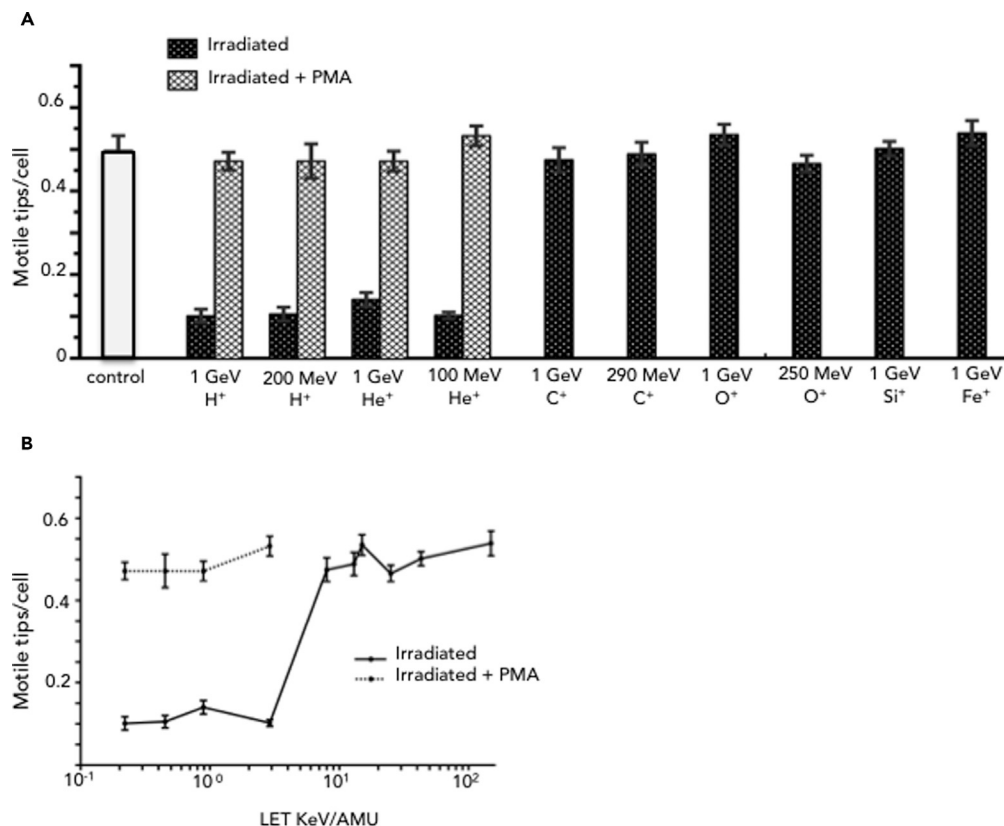 A
Irradiated
Irradiated + PMA
Motile tips/cell
0.6
0.4
0.2
0
control
1 GeV H⁺
200 MeV H⁺
1 GeV He⁺
100 MeV He⁺
1 GeV C⁺
290 MeV C⁺
1 GeV O⁺
250 MeV O⁺
1 GeV Si⁺
1 GeV Fe⁺
B
Motile tips/cell
0.6
0.4
0.2
Irradiated
Irradiated + PMA
10⁻¹ 10⁰ 10¹ 10²
LET KeV/AMU